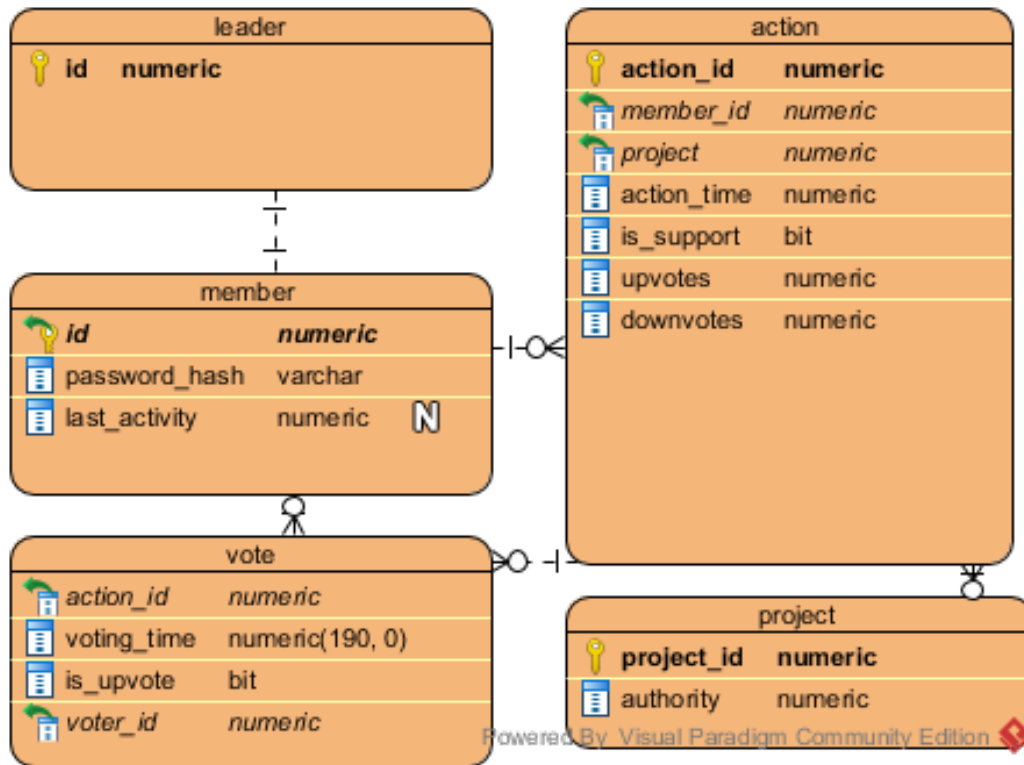 leader
id numeric
action
action_id numeric
member_id numeric
project numeric
action_time numeric
is_support bit
upvotes numeric
downvotes numeric
member
id numeric
password_hash varchar
last_activity numeric N
vote
action_id numeric
voting_time numeric(190, 0)
is_upvote bit
voter_id numeric
project
project_id numeric
authority numeric
Powered By Visual Paradigm Community Edition